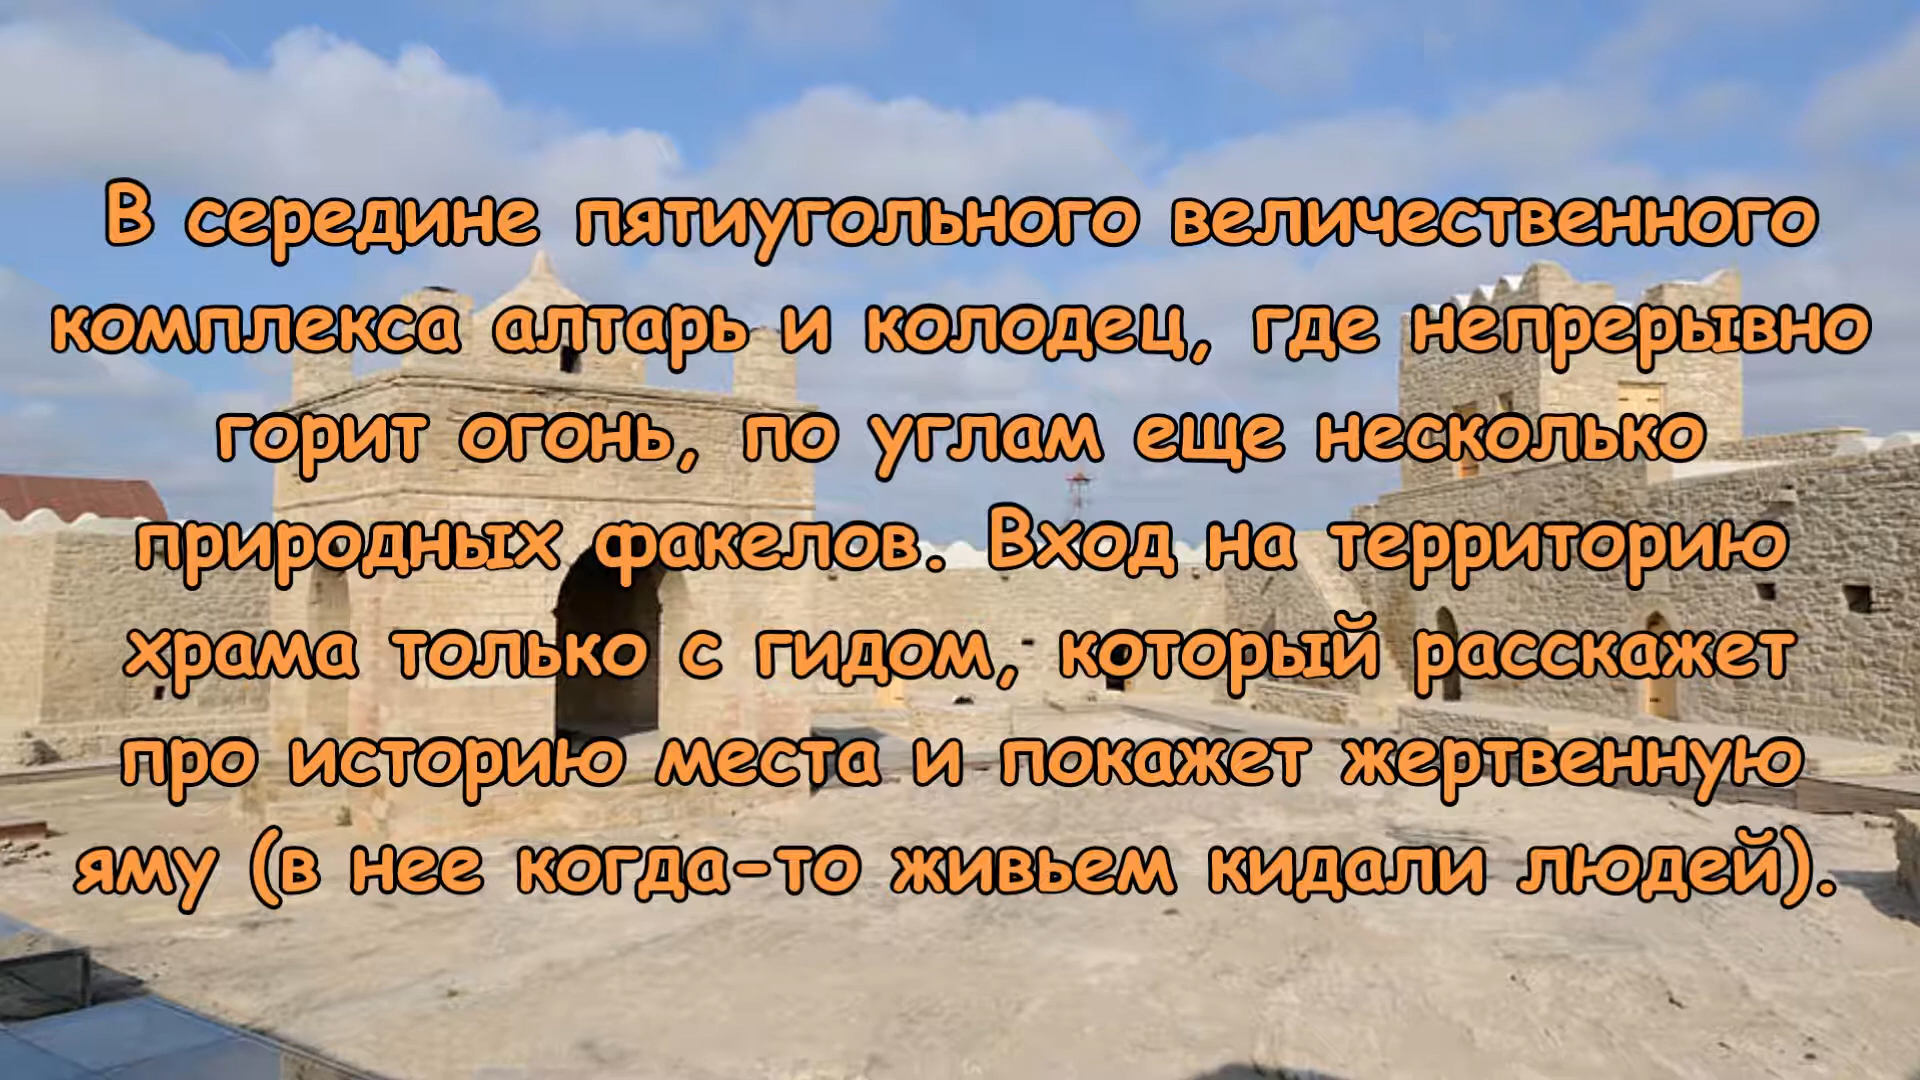 В середине пятиугольного величественного
комплекса алтарь и колодец, где непрерывно
горит огонь, по углам еще несколько
природных факелов. Вход на территорию
храма только с гидом, который расскажет
про историю места и покажет жертвенную
яму (в нее когда-то живьем кидали людей).